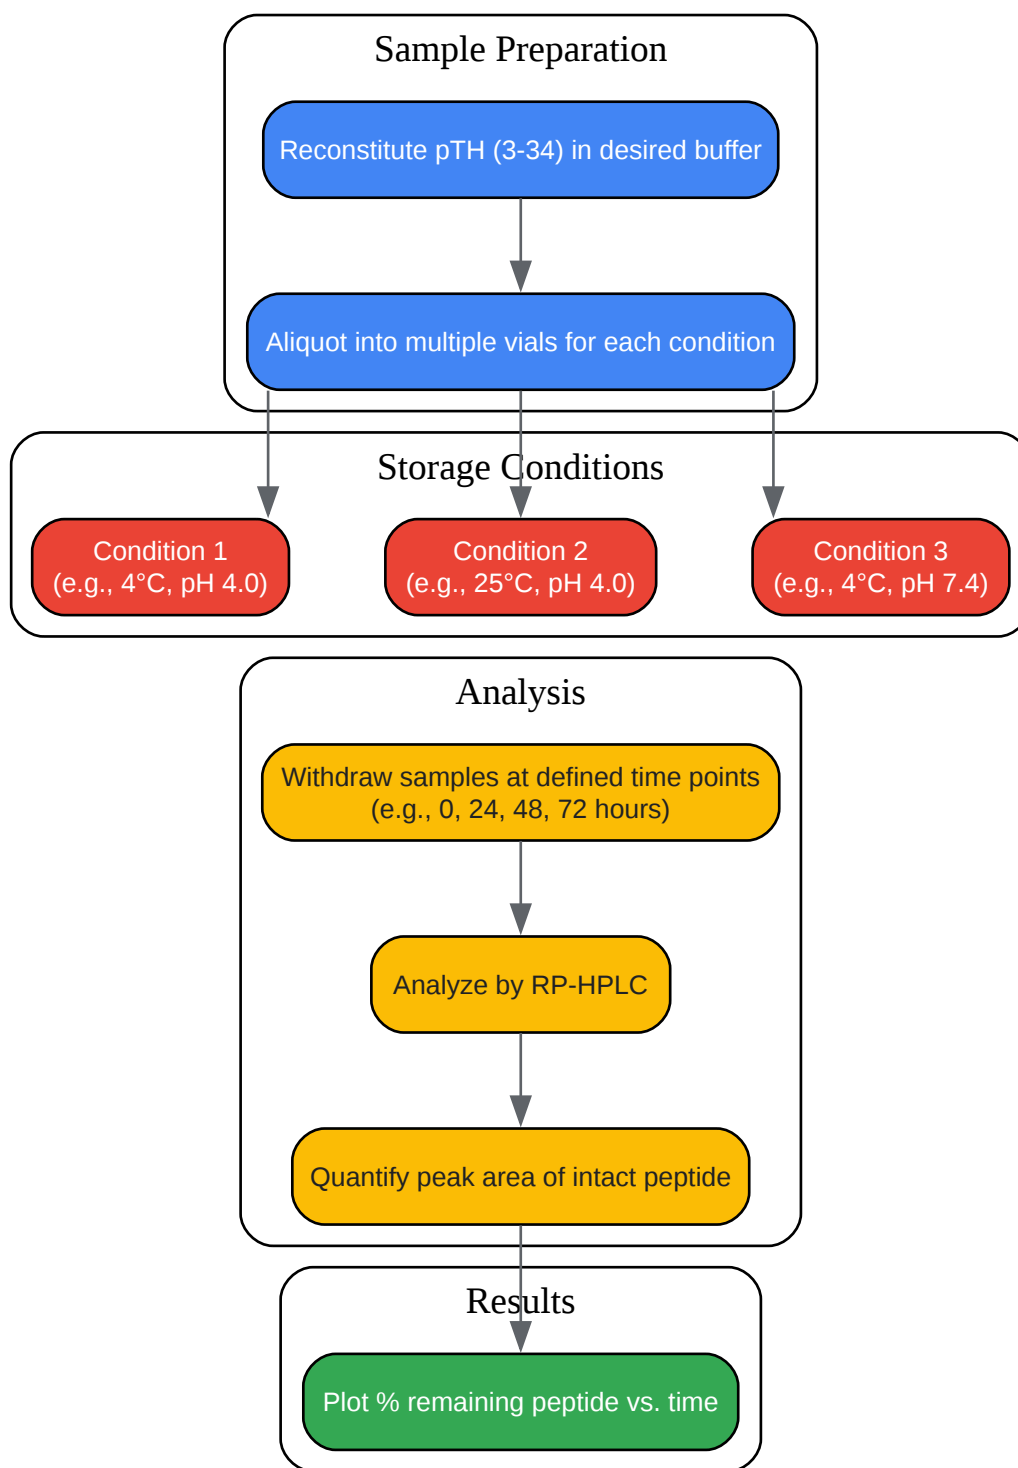 Sample Preparation
Reconstitute pTH (3-34) in desired buffer
Aliquot into multiple vials for each condition
Storage Conditions
Condition 1
(e.g., 4°C, pH 4.0)
Condition 2
(e.g., 25°C, pH 4.0)
Condition 3
(e.g., 4°C, pH 7.4)
Analysis
Withdraw samples at defined time points
(e.g., 0, 24, 48, 72 hours)
Analyze by RP-HPLC
Quantify peak area of intact peptide
Results
Plot % remaining peptide vs. time